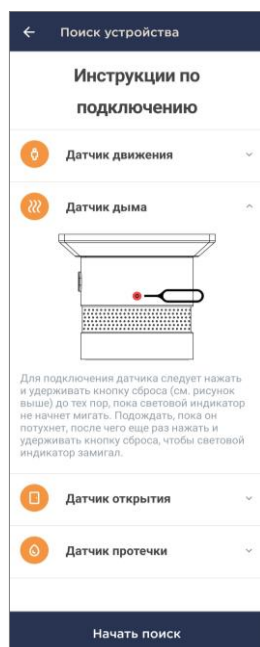 Поиск устройства
Инструкции по
подключению
Датчик движения
Датчик дыма
Для подключения датчика следует нажать
и удерживать кнопку сброса (см. рисунок
выше) до тех пор, пока световой индикатор
не начнет мигать. Подождать, пока он
потухнет, после чего еще раз нажать и
удерживать кнопку сброса, чтобы световой
индикатор замигал.
Датчик открытия
Датчик протечки
Начать поиск